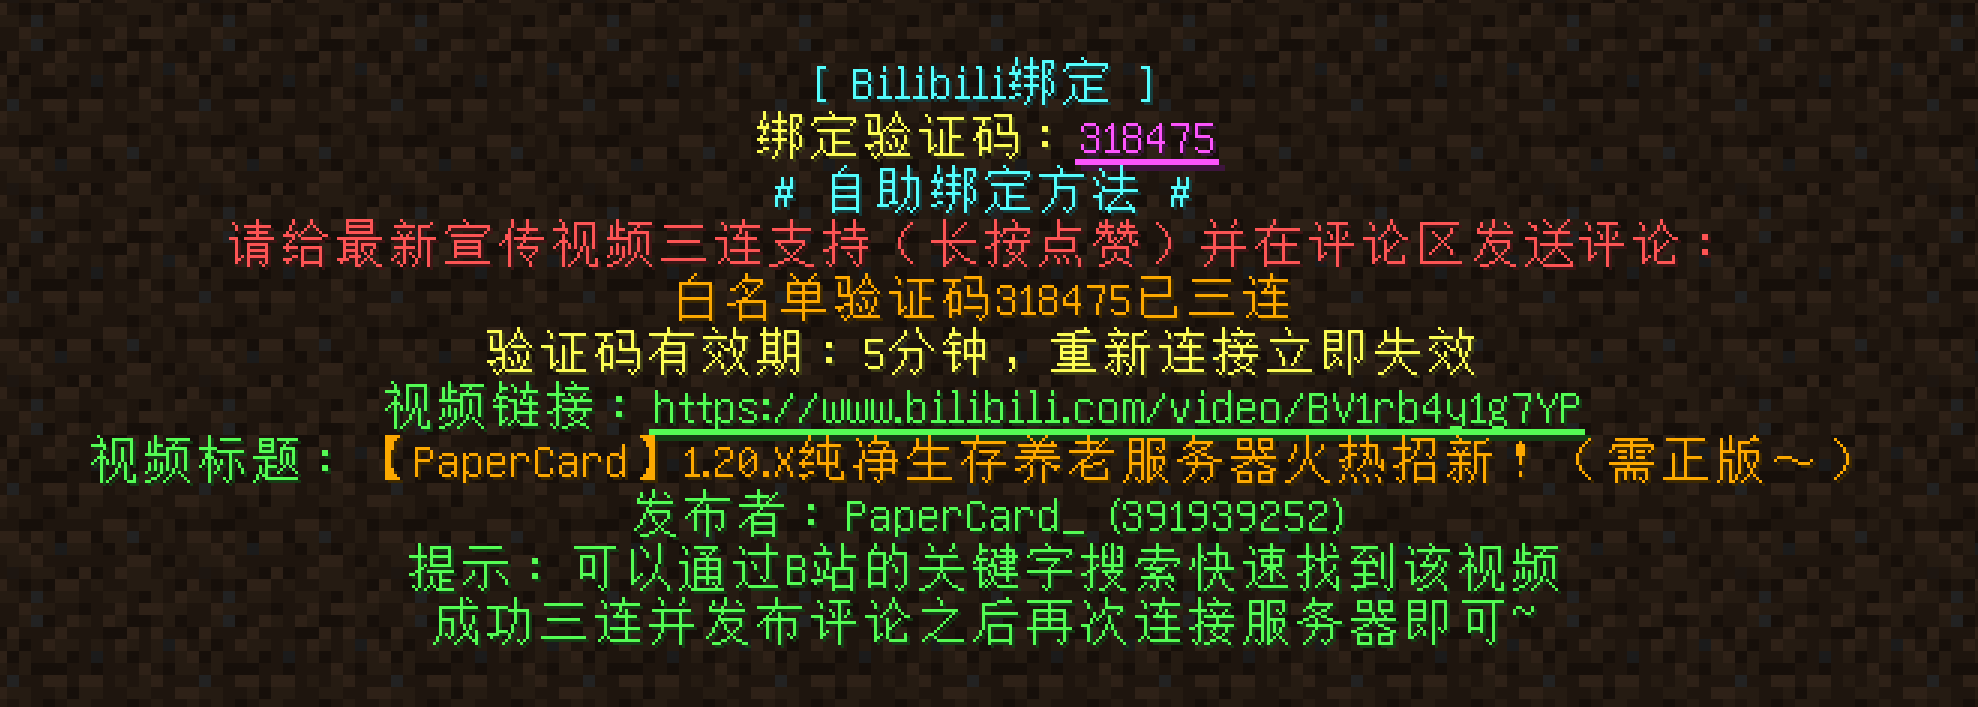 [ Bilibili绑定 ]
绑定验证码：318475
# 自助绑定方法 #
请给最新宣传视频三连支持（长按点赞）并在评论区发送评论：
白名单验证码318475已三连
验证码有效期：5分钟，重新连接立即失效
视频链接：https://www.bilibili.com/video/BV1rb4y1g7YP
视频标题：【PaperCard】1.20.X纯净生存养老服务器火热招新！（需正版～）
发布者：PaperCard_ (391939252)
提示：可以通过B站的关键字搜索快速找到该视频
成功三连并发布评论之后再次连接服务器即可~